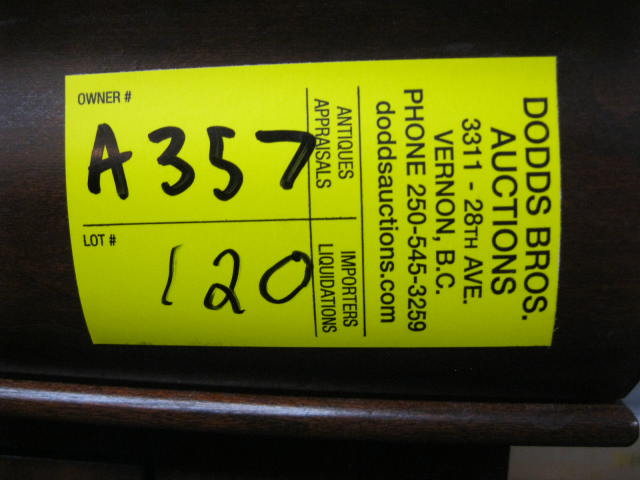 DODDS BROS.
AUCTIONS
3311 - 28TH AVE.
VERNON, B.C.
PHONE 250-545-3259
doddsauctions.com
ANTIQUES IMPORTERS
APPRAISALS LIQUIDATIONS
OWNER #
A357
LOT #
120